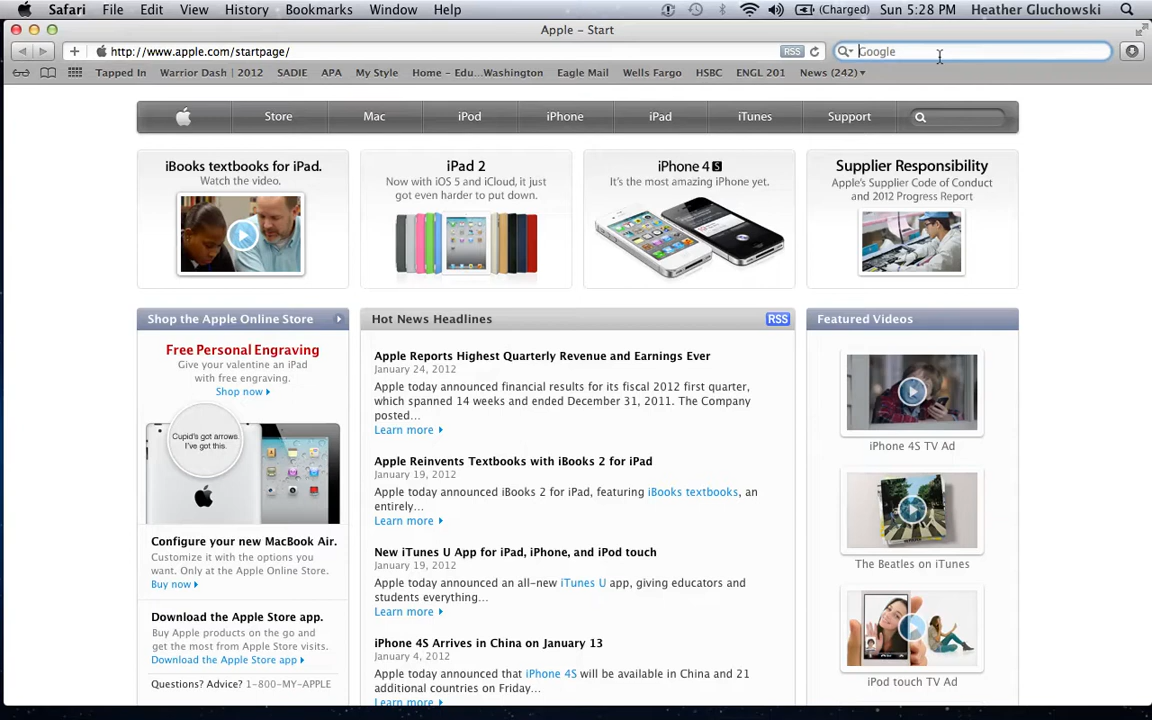 Safari File Edit View History Bookmarks Window Help (Charged) Sun 5:28 PM Heather Gluchowski
Apple – Start
http://www.apple.com/startpage/ RSS Google
Tapped In Warrior Dash | 2012 SADIE APA My Style Home – Edu...Washington Eagle Mail Wells Fargo HSBC ENGL 201 News (242)
Store Mac iPod iPhone iPad iTunes Support
iBooks textbooks for iPad.
Watch the video.
iPad 2
Now with iOS 5 and iCloud, it just
got even harder to put down.
iPhone 4S
It's the most amazing iPhone yet.
Supplier Responsibility
Apple's Supplier Code of Conduct
and 2012 Progress Report
Shop the Apple Online Store
Free Personal Engraving
Give your valentine an iPad
with free engraving.
Shop now
Cupid's got arrows.
I've got this.
Configure your new MacBook Air.
Customize it with the options you
want. Only at the Apple Online Store.
Buy now
Download the Apple Store app.
Buy Apple products on the go and
get more from Apple Store visits.
Download the Apple Store app
Questions? Advice? 1-800-MY-APPLE
Hot News Headlines RSS
Apple Reports Highest Quarterly Revenue and Earnings Ever
January 24, 2012
Apple today announced financial results for its fiscal 2012 first quarter,
which spanned 14 weeks and ended December 31, 2011. The Company
posted...
Learn more
Apple Reinvents Textbooks with iBooks 2 for iPad
January 19, 2012
Apple today announced iBooks 2 for iPad, featuring iBooks textbooks, an
entirely...
Learn more
New iTunes U App for iPad, iPhone, and iPod touch
January 19, 2012
Apple today announced an all-new iTunes U app, giving educators and
students everything...
Learn more
iPhone 4S Arrives in China on January 13
January 4, 2012
Apple today announced that iPhone 4S will be available in China and 21
additional countries on Friday...
Learn more
Featured Videos
iPhone 4S TV Ad
The Beatles on iTunes
iPod touch TV Ad